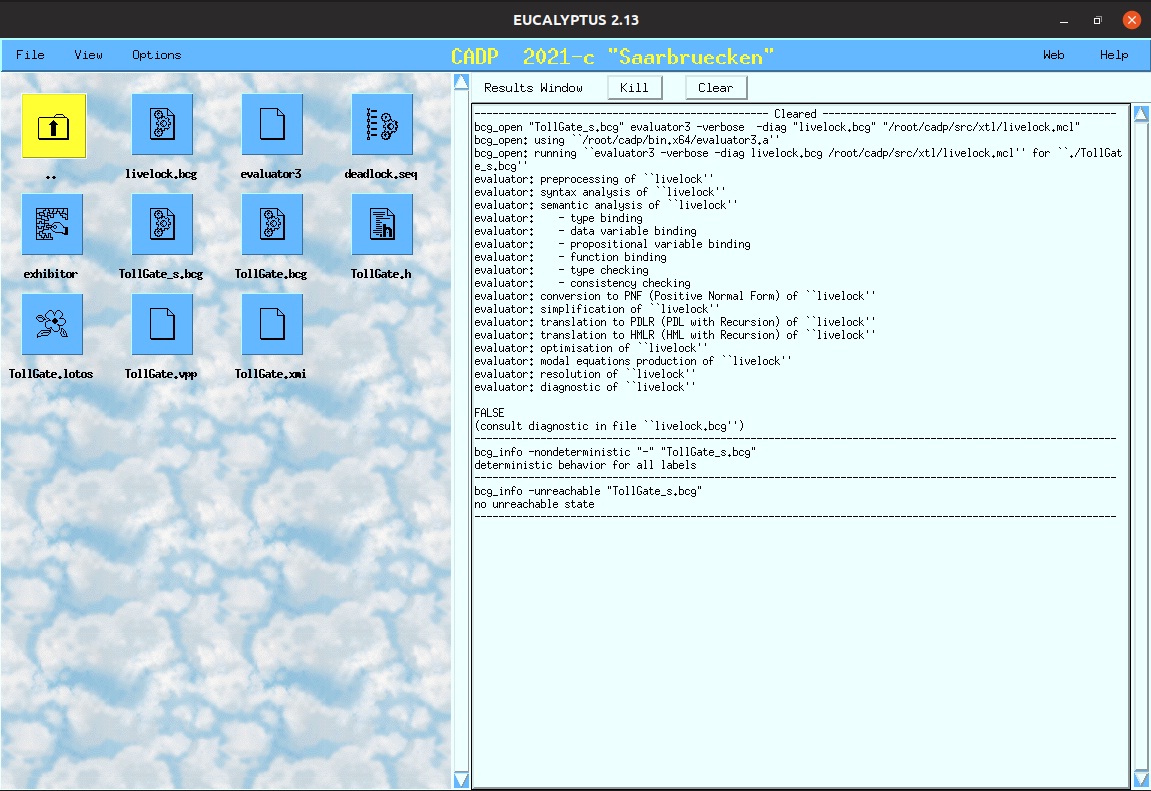 EUCALYPTUS 2.13
File View Options CADP 2021-c "Saarbruecken" Web Help
Results Window Kill Clear
..
livelock.bcg
evaluator3
deadlock.seq
exhibitor
TollGate_s.bcg
TollGate.bcg
TollGate.h
TollGate.lotos
TollGate.vpp
TollGate.xmi
------------------------------------------------- Cleared -------------------------------------------------
bcg_open "TollGate_s.bcg" evaluator3 -verbose  -diag "livelock.bcg" "/root/cadp/src/xtl/livelock.mcl"
bcg_open: using ``/root/cadp/bin.x64/evaluator3.a''
bcg_open: running ``evaluator3 -verbose -diag livelock.bcg /root/cadp/src/xtl/livelock.mcl'' for ``./TollGat
e_s.bcg''
evaluator: preprocessing of ``livelock''
evaluator: syntax analysis of ``livelock''
evaluator: semantic analysis of ``livelock''
evaluator:    - type binding
evaluator:    - data variable binding
evaluator:    - propositional variable binding
evaluator:    - function binding
evaluator:    - type checking
evaluator:    - consistency checking
evaluator: conversion to PNF (Positive Normal Form) of ``livelock''
evaluator: simplification of ``livelock''
evaluator: translation to PDLR (PDL with Recursion) of ``livelock''
evaluator: translation to HMLR (HML with Recursion) of ``livelock''
evaluator: optimisation of ``livelock''
evaluator: modal equations production of ``livelock''
evaluator: resolution of ``livelock''
evaluator: diagnostic of ``livelock''
FALSE
(consult diagnostic in file ``livelock.bcg'')
-----------------------------------------------------------------------------------------------------------
bcg_info -nondeterministic "-" "TollGate_s.bcg"
deterministic behavior for all labels
-----------------------------------------------------------------------------------------------------------
bcg_info -unreachable "TollGate_s.bcg"
no unreachable state
-----------------------------------------------------------------------------------------------------------